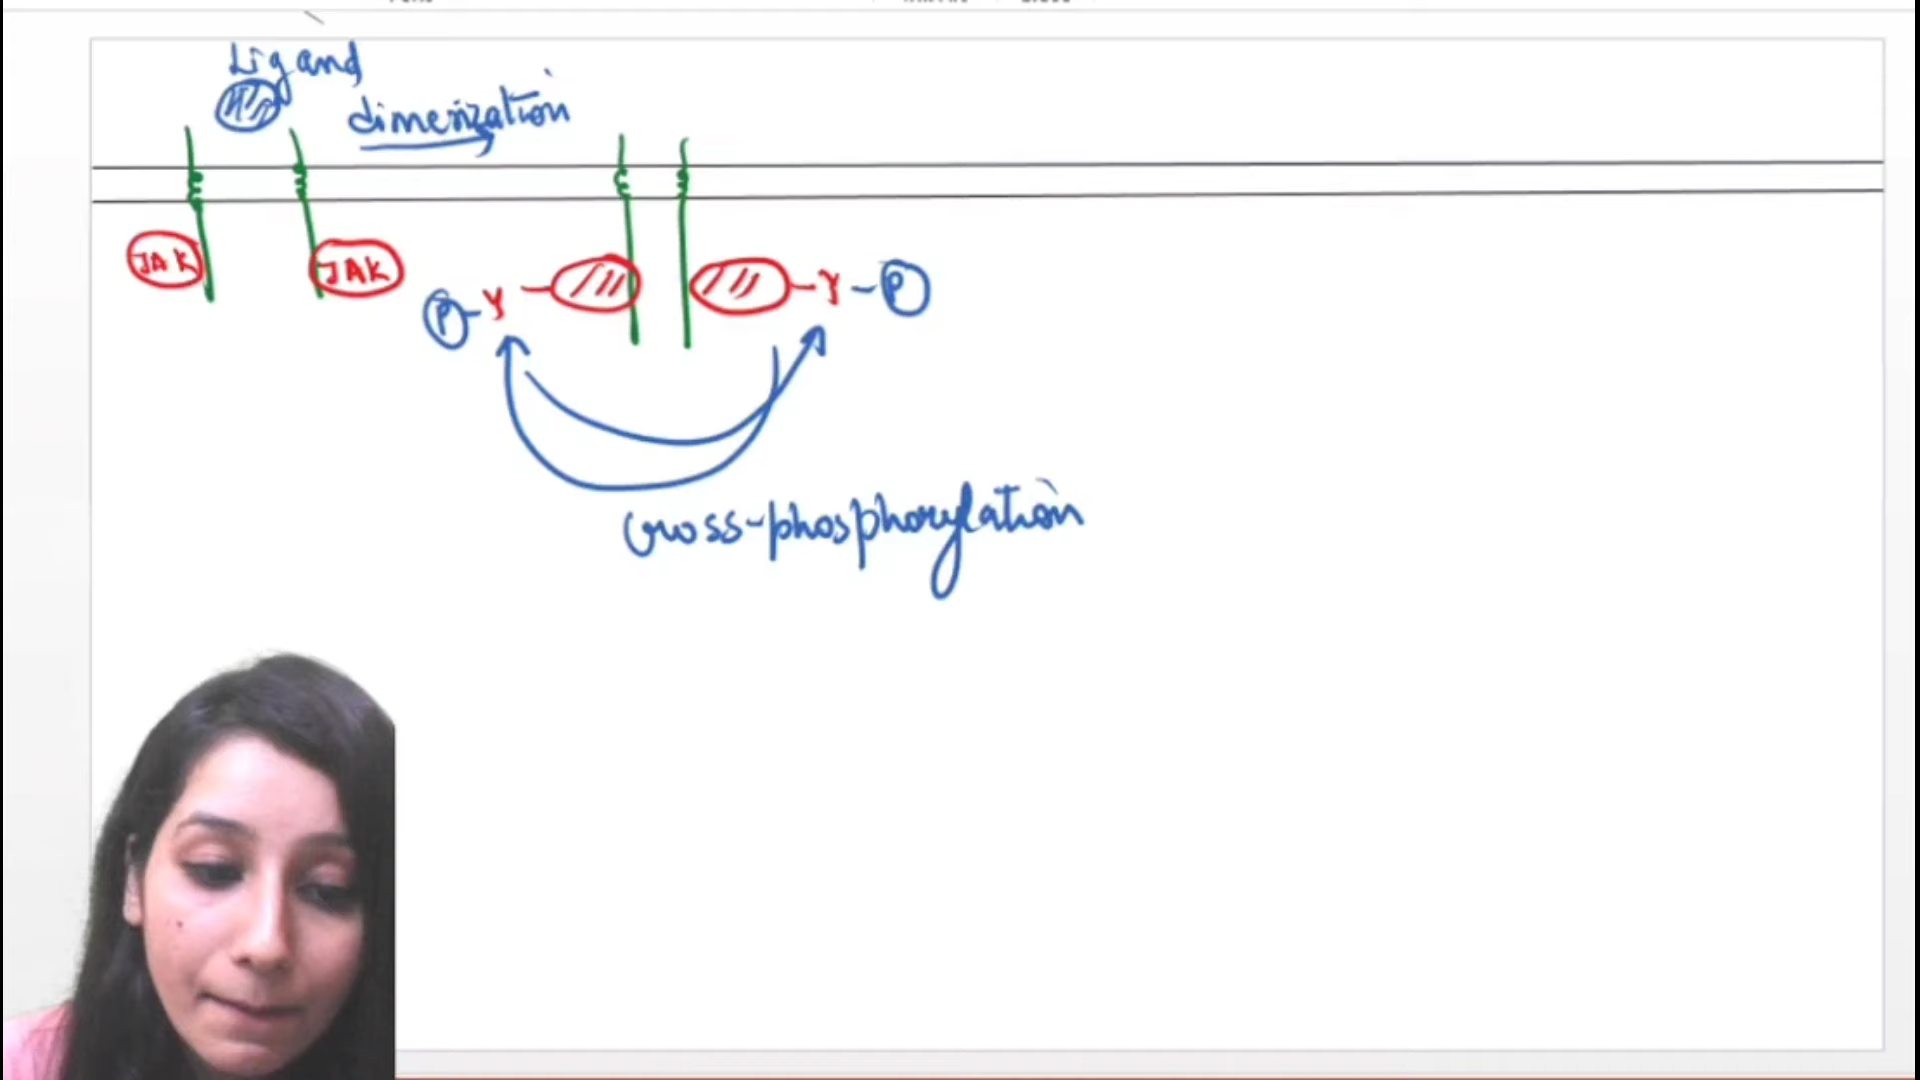 Ligand
dimerization
JAK
JAK
P-Y
Y-P
cross-phosphorylation